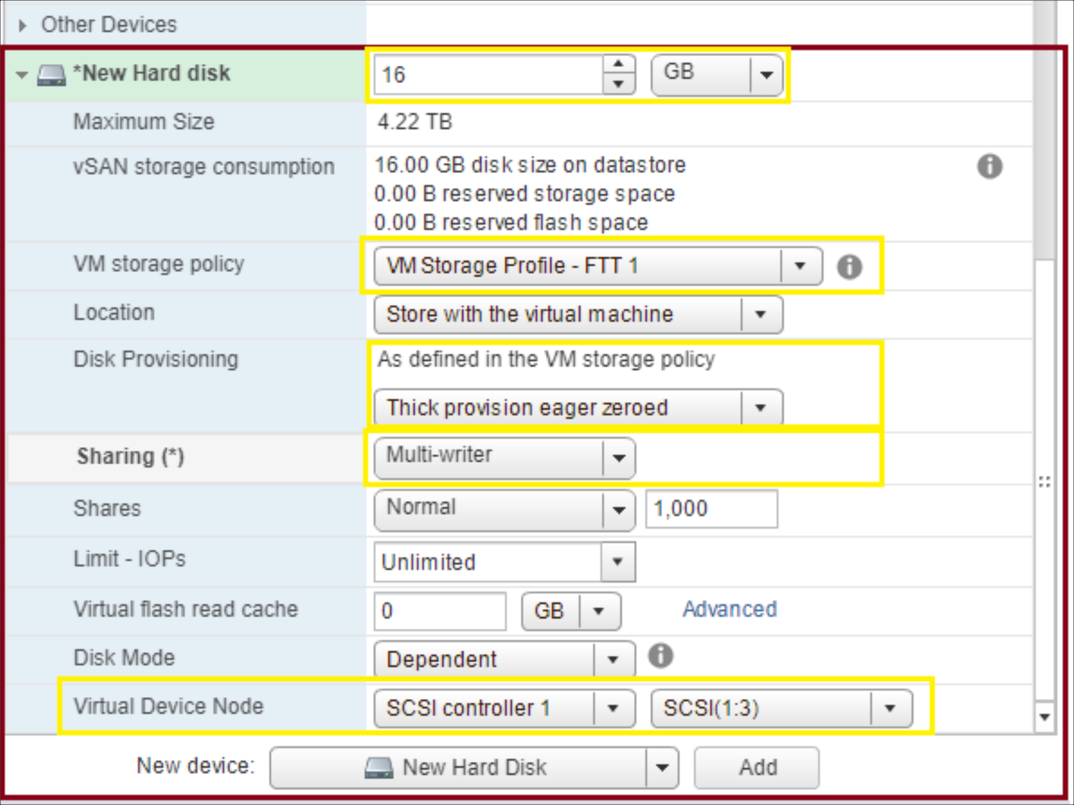 Other Devices
*New Hard disk 16 GB
Maximum Size 4.22 TB
vSAN storage consumption 16.00 GB disk size on datastore
0.00 B reserved storage space
0.00 B reserved flash space
VM storage policy VM Storage Profile - FTT 1
Location Store with the virtual machine
Disk Provisioning As defined in the VM storage policy
Thick provision eager zeroed
Sharing (*) Multi-writer
Shares Normal 1,000
Limit - IOPs Unlimited
Virtual flash read cache 0 GB Advanced
Disk Mode Dependent
Virtual Device Node SCSI controller 1 SCSI(1:3)
New device: New Hard Disk Add